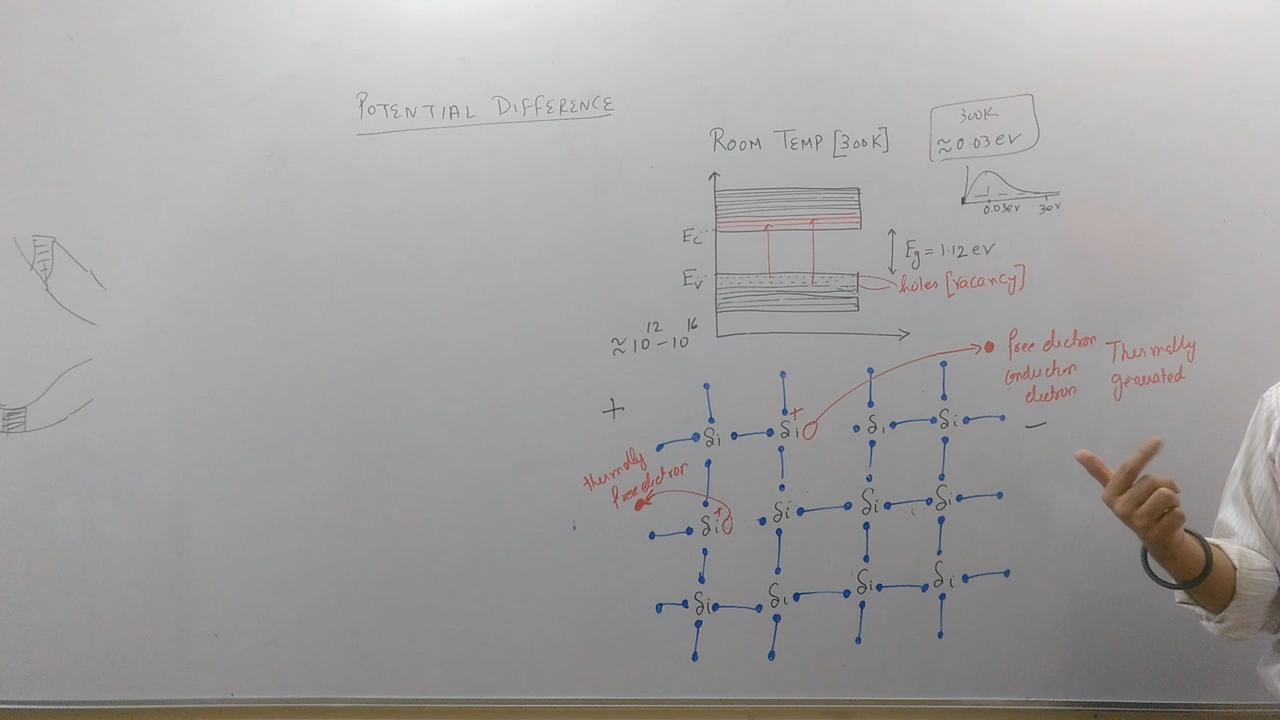 POTENTIAL DIFFERENCE
300K
≈0.03eV
ROOM TEMP [300K]
0.03eV 3eV
Ec
Eg = 1.12 eV
Ev
holes [vacancy]
≈10^12 - 10^16
free electron
conduction
electron
Thermally
generated
+
-
Si Si+ Si Si
thermally
free electron
Si+ Si Si Si
Si Si Si Si